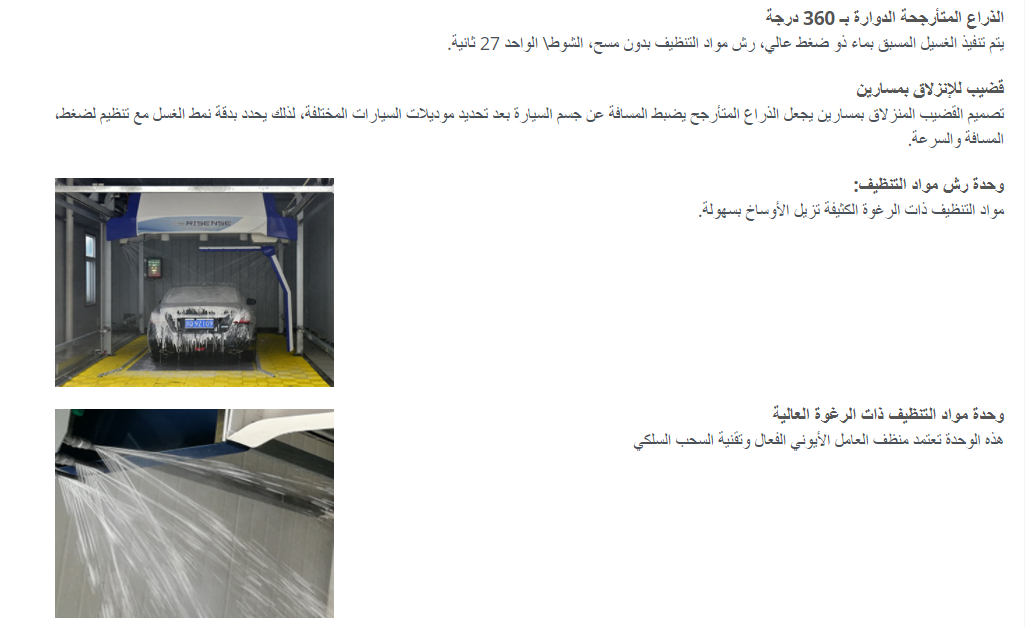 الذراع المتأرجحة الدوارة بـ 360 درجة
يتم تنفيذ الغسيل المسبق بماء ذو ضغط عالي، رش مواد التنظيف بدون مسح، الشوط\ الواحد 27 ثانية.
قضيب للإنزلاق بمسارين
تصميم القضيب المنزلاق بمسارين يجعل الذراع المتأرجح يضبط المسافة عن جسم السيارة بعد تحديد موديلات السيارات المختلفة، لذلك يحدد بدقة نمط الغسل مع تنظيم لضغط،
المسافة والسرعة.
وحدة رش مواد التنظيف:
مواد التنظيف ذات الرغوة الكثيفة تزيل الأوساخ بسهولة.
RISENSE
وحدة مواد التنظيف ذات الرغوة العالية
هذه الوحدة تعتمد منظف العامل الأيوني الفعال وتقنية السحب السلكي